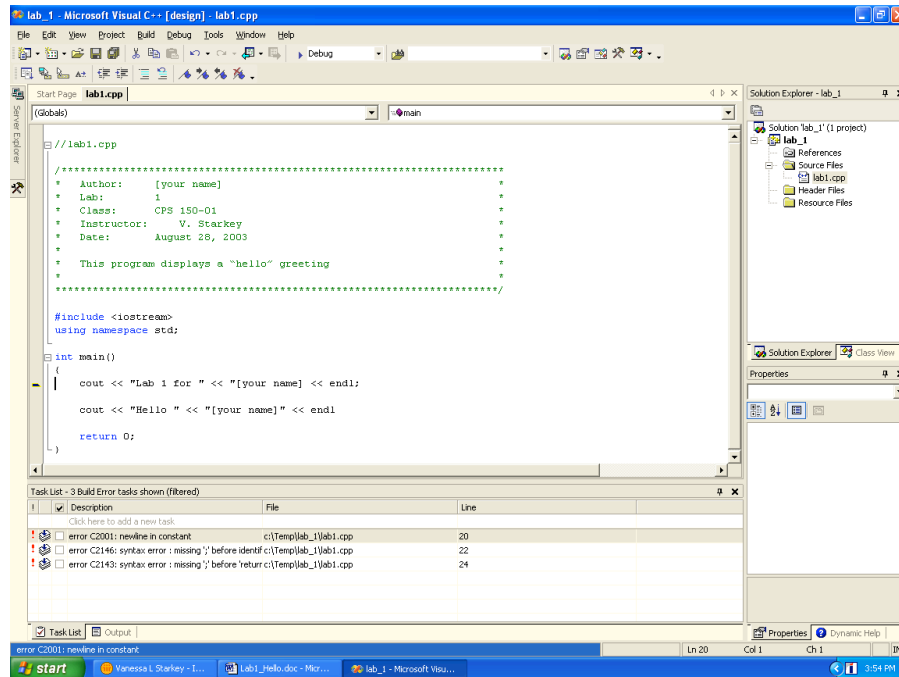 lab_1 - Microsoft Visual C++ [design] - lab1.cpp
File Edit View Project Build Debug Tools Window Help
Debug
Server Explorer
Start Page lab1.cpp
(Globals) main
//lab1.cpp
/***********************************************************************
* Author: [your name] *
* Lab: 1 *
* Class: CPS 150-01 *
* Instructor: V. Starkey *
* Date: August 28, 2003 *
* *
* This program displays a "hello" greeting *
* *
***********************************************************************/
#include <iostream>
using namespace std;
int main()
{
cout << "Lab 1 for " << "[your name] << endl;
cout << "Hello " << "[your name]" << endl
return 0;
}
Solution Explorer - lab_1
Solution 'lab_1' (1 project)
lab_1
References
Source Files
lab1.cpp
Header Files
Resource Files
Solution Explorer Class View
Properties
Task List - 3 Build Error tasks shown (filtered)
! Description File Line
Click here to add a new task
! error C2001: newline in constant c:\Temp\lab_1\lab1.cpp 20
! error C2146: syntax error : missing ';' before identif c:\Temp\lab_1\lab1.cpp 22
! error C2143: syntax error : missing ';' before 'returr c:\Temp\lab_1\lab1.cpp 24
Task List Output
Properties Dynamic Help
error C2001: newline in constant Ln 20 Col 1 Ch 1
start Vanessa L Starkey - I... Lab1_Hello.doc - Micr... lab_1 - Microsoft Visu... 3:54 PM